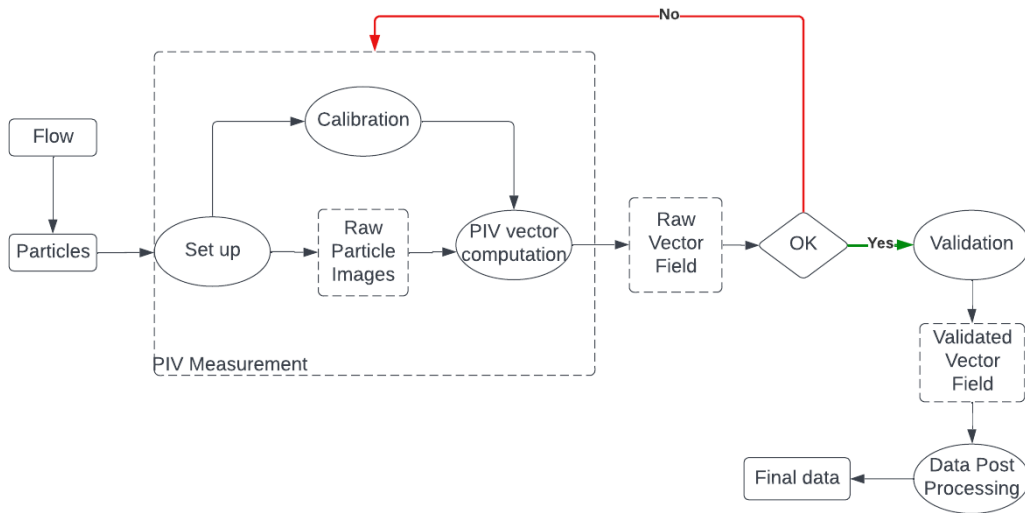 No
Flow
Calibration
Particles
Set up
Raw
Particle
Images
PIV vector
computation
Raw
Vector
Field
OK
Yes
Validation
PIV Measurement
Validated
Vector
Field
Data Post
Processing
Final data